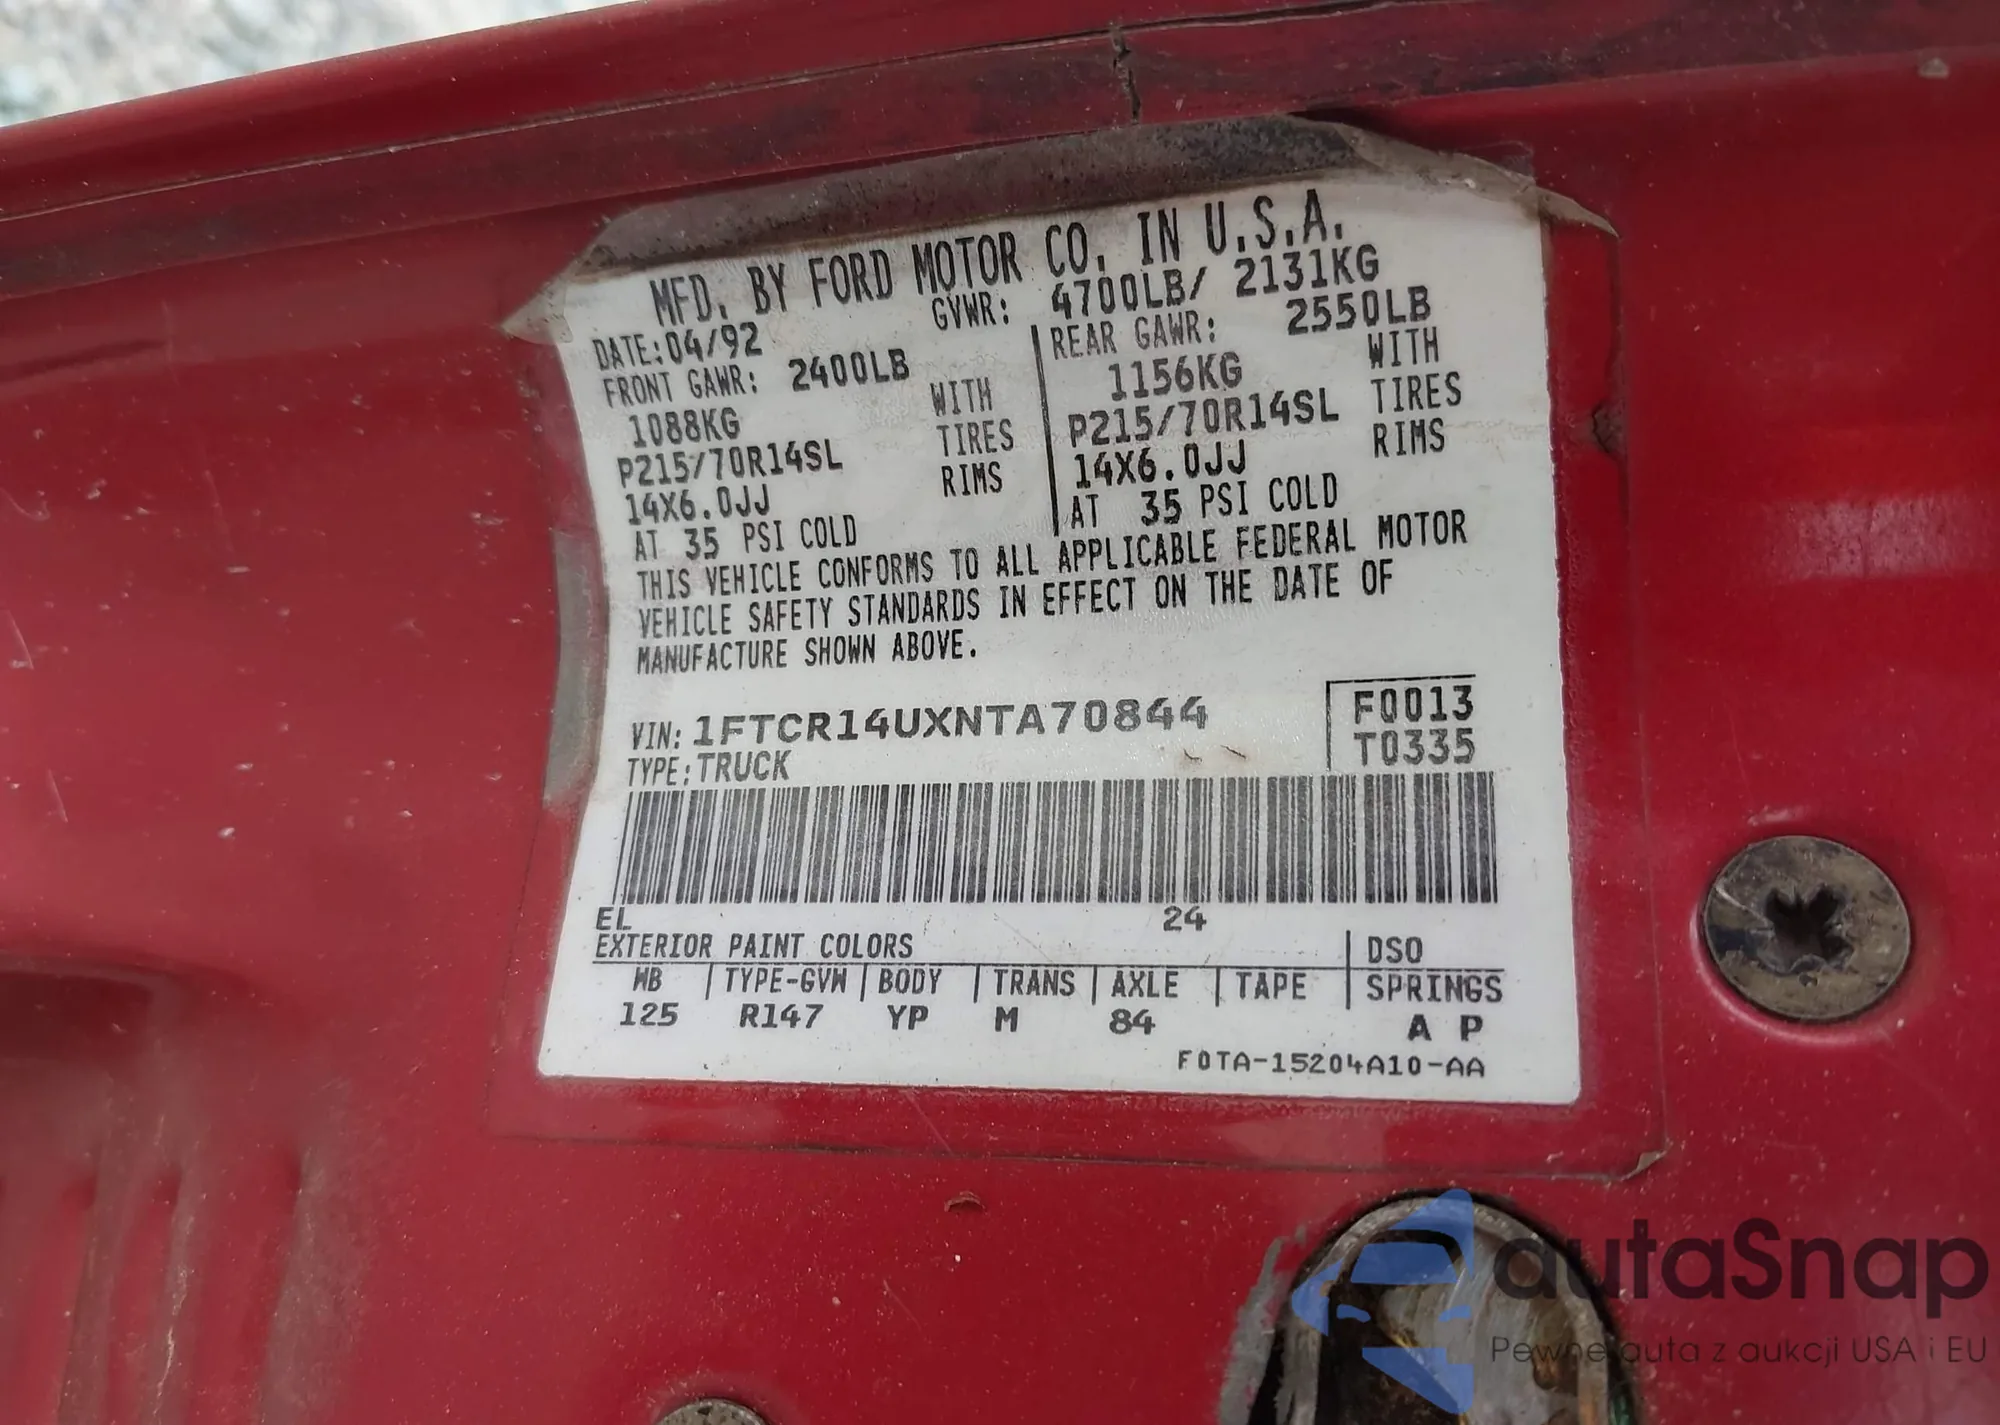 MFD. BY FORD MOTOR CO. IN U.S.A.
DATE:04/92 GVWR: 4700LB/ 2131KG
FRONT GAWR: 2400LB REAR GAWR: 2550LB
1088KG WITH 1156KG WITH
P215/70R14SL TIRES P215/70R14SL TIRES
14X6.0JJ RIMS 14X6.0JJ RIMS
AT 35 PSI COLD AT 35 PSI COLD
THIS VEHICLE CONFORMS TO ALL APPLICABLE FEDERAL MOTOR
VEHICLE SAFETY STANDARDS IN EFFECT ON THE DATE OF
MANUFACTURE SHOWN ABOVE.
VIN: 1FTCR14UXNTA70844 F0013
TYPE:TRUCK T0335
EL 24
EXTERIOR PAINT COLORS DSO
WB TYPE-GVW BODY TRANS AXLE TAPE SPRINGS
125 R147 YP M 84 A P
F0TA-15204A10-AA
autaSnap
Pewne auta z aukcji USA i EU